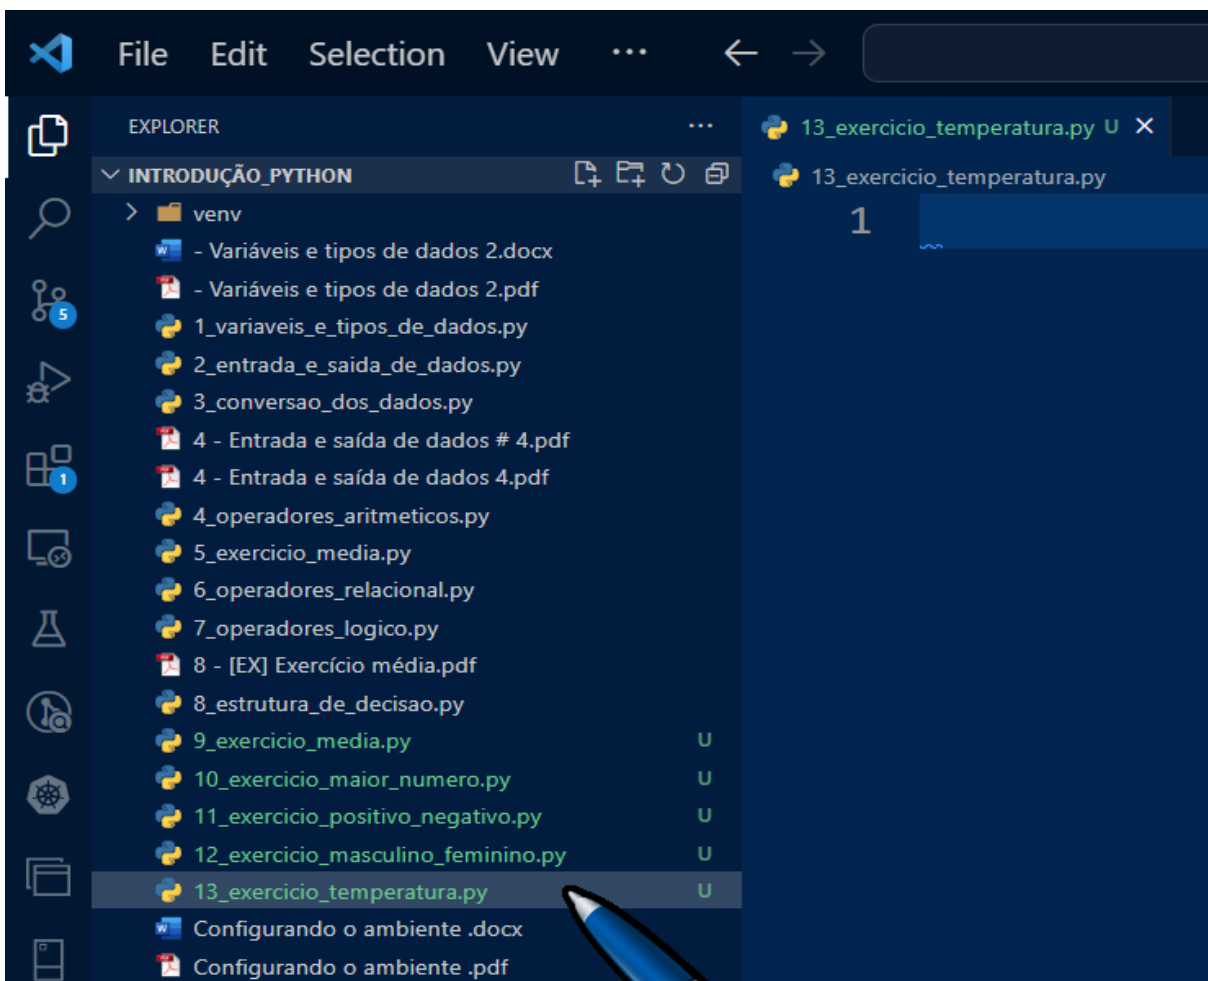 File Edit Selection View ···
EXPLORER ···
13_exercicio_temperatura.py U
INTRODUÇÃO_PYTHON
13_exercicio_temperatura.py
1
venv
- Variáveis e tipos de dados 2.docx
- Variáveis e tipos de dados 2.pdf
1_variaveis_e_tipos_de_dados.py
5
2_entrada_e_saida_de_dados.py
3_conversao_dos_dados.py
4 - Entrada e saída de dados # 4.pdf
4 - Entrada e saída de dados 4.pdf
1
4_operadores_aritmeticos.py
5_exercicio_media.py
6_operadores_relacional.py
7_operadores_logico.py
8 - [EX] Exercício média.pdf
8_estrutura_de_decisao.py
9_exercicio_media.py U
10_exercicio_maior_numero.py U
11_exercicio_positivo_negativo.py U
12_exercicio_masculino_feminino.py U
13_exercicio_temperatura.py U
Configurando o ambiente .docx
Configurando o ambiente .pdf